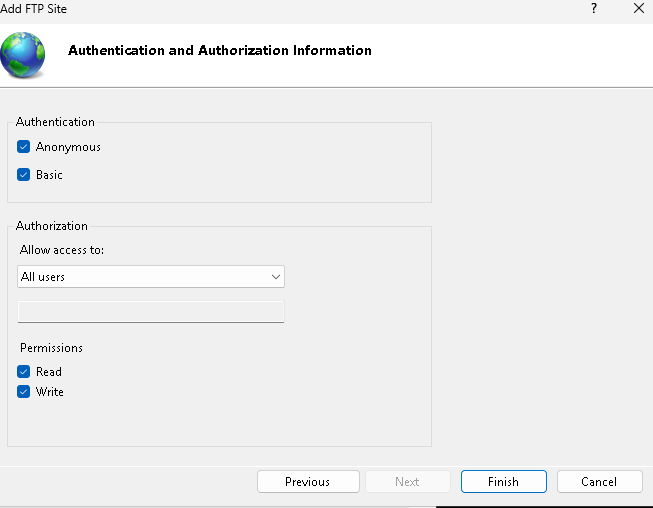 Add FTP Site
?
Authentication and Authorization Information
Authentication
Anonymous
Basic
Authorization
Allow access to:
All users
Permissions
Read
Write
Previous
Next
Finish
Cancel